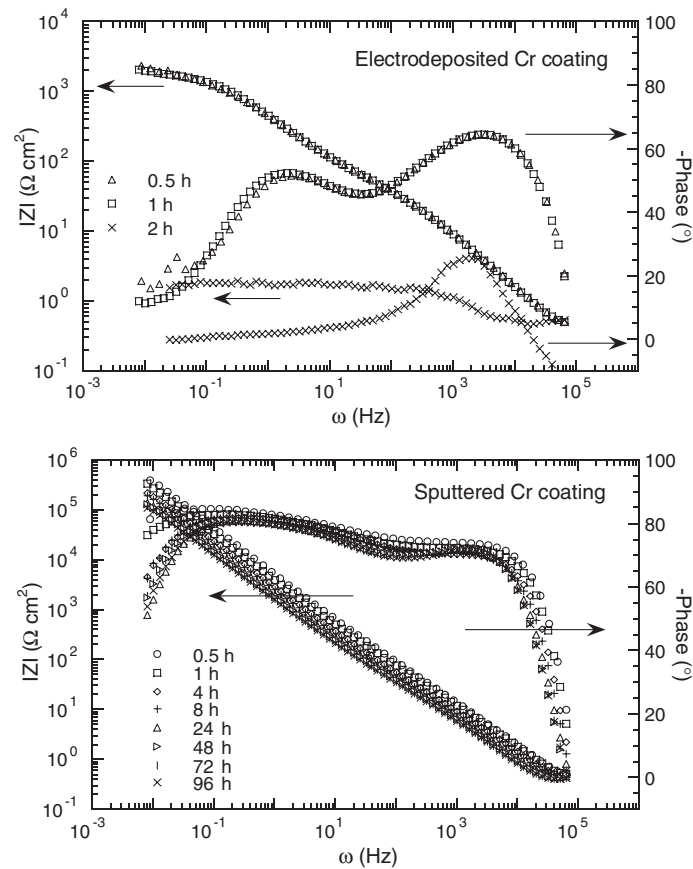 10^4
10^3
10^2
10^1
10^0
10^-1
|Z| (Ω cm^2)
Electrodeposited Cr coating
0.5 h
1 h
2 h
100
80
60
40
20
0
-Phase (°)
10^-3
10^-1
10^1
10^3
10^5
ω (Hz)
10^6
10^5
10^4
10^3
10^2
10^1
10^0
10^-1
|Z| (Ω cm^2)
Sputtered Cr coating
0.5 h
1 h
4 h
8 h
24 h
48 h
72 h
96 h
100
80
60
40
20
0
-Phase (°)
10^-3
10^-1
10^1
10^3
10^5
ω (Hz)